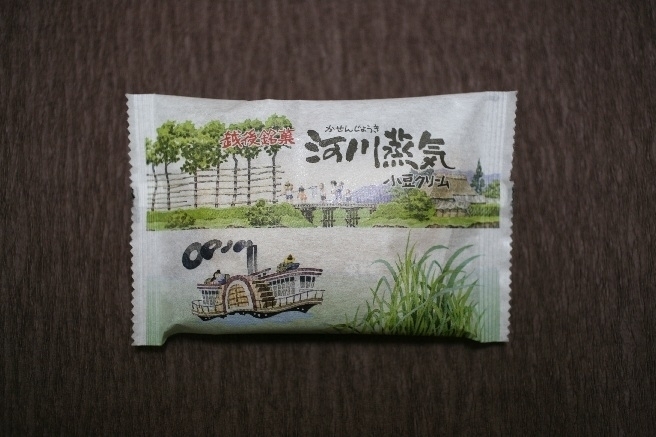 越後銘菓
かせんじょうき
河川蒸気
小豆クリーム